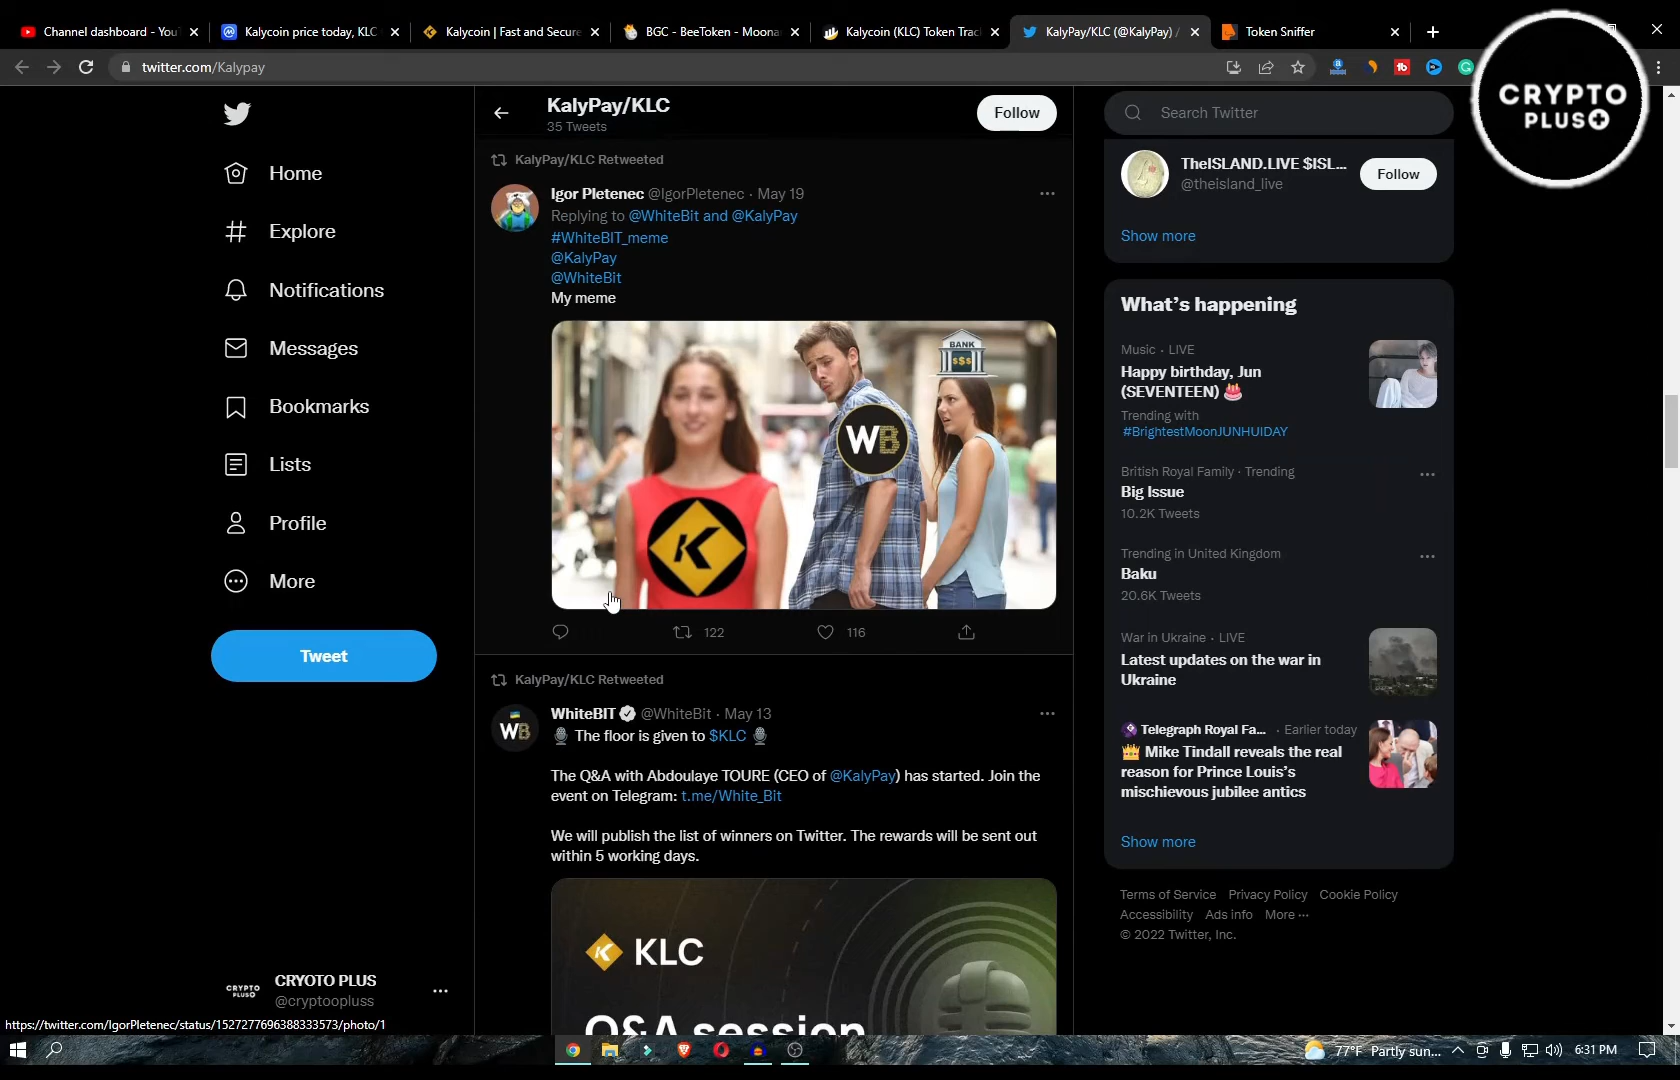 Channel dashboard - You
Kalycoin price today, KLC
Kalycoin | Fast and Secure
BGC - BeeToken - Moona
Kalycoin (KLC) Token Trac
KalyPay/KLC (@KalyPay) /
Token Sniffer
twitter.com/Kalypay
CRYPTO
PLUS
Home
Explore
Notifications
Messages
Bookmarks
Lists
Profile
More
Tweet
CRYPTO
PLUS
CRYOTO PLUS
@cryptoopluss
KalyPay/KLC
35 Tweets
Follow
KalyPay/KLC Retweeted
Igor Pletenec @IgorPletenec · May 19
Replying to @WhiteBit and @KalyPay
#WhiteBIT_meme
@KalyPay
@WhiteBit
My meme
BANK
$$$
WB
K
122
116
KalyPay/KLC Retweeted
WB
WhiteBIT @WhiteBit · May 13
The floor is given to $KLC
The Q&A with Abdoulaye TOURE (CEO of @KalyPay) has started. Join the
event on Telegram: t.me/White_Bit
We will publish the list of winners on Twitter. The rewards will be sent out
within 5 working days.
KLC
Q&A session
Search Twitter
TheISLAND.LIVE $ISL...
@theisland_live
Follow
Show more
What's happening
Music · LIVE
Happy birthday, Jun
(SEVENTEEN)
Trending with
#BrightestMoonJUNHUIDAY
British Royal Family · Trending
Big Issue
10.2K Tweets
Trending in United Kingdom
Baku
20.6K Tweets
War in Ukraine · LIVE
Latest updates on the war in
Ukraine
Telegraph Royal Fa... · Earlier today
Mike Tindall reveals the real
reason for Prince Louis's
mischievous jubilee antics
Show more
Terms of Service Privacy Policy Cookie Policy
Accessibility Ads info More ···
© 2022 Twitter, Inc.
https://twitter.com/IgorPletenec/status/1527277696388333573/photo/1
77°F Partly sun...
6:31 PM